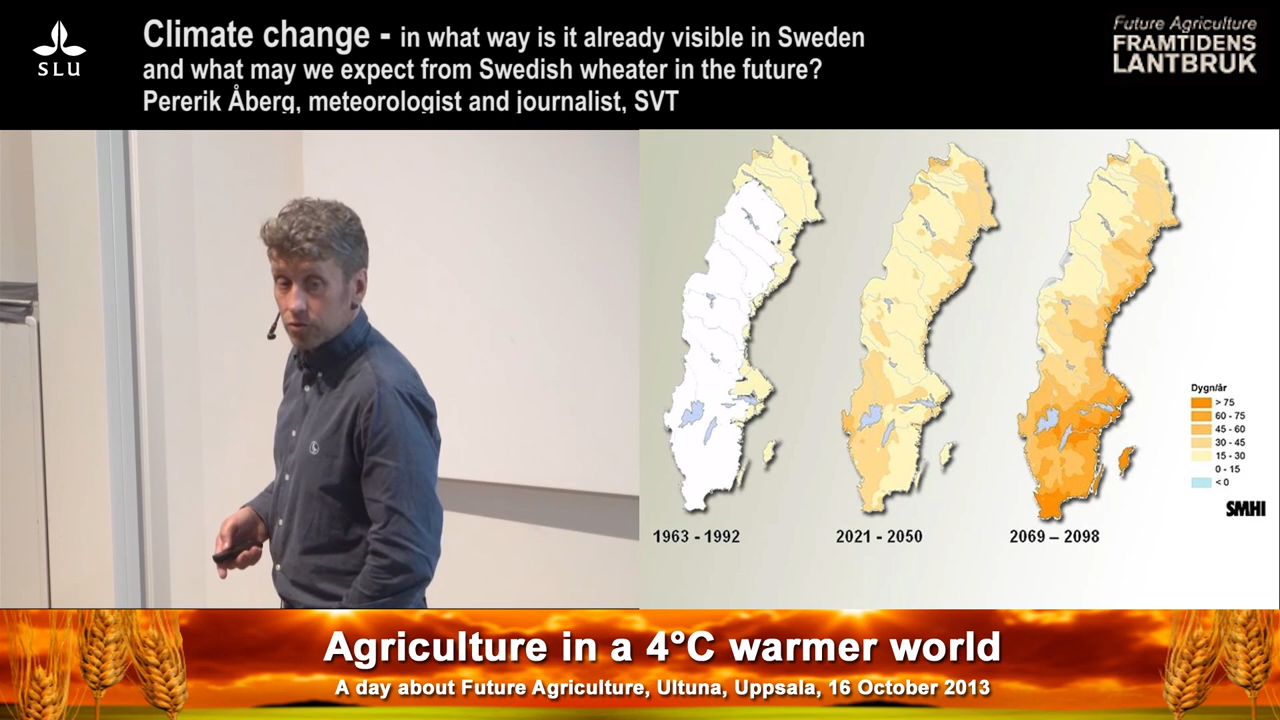 SLU
Climate change - in what way is it already visible in Sweden
and what may we expect from Swedish wheater in the future?
Pererik Åberg, meteorologist and journalist, SVT
Future Agriculture
FRAMTIDENS
LANTBRUK
Dygn/år
> 75
60 - 75
45 - 60
30 - 45
15 - 30
0 - 15
< 0
SMHI
1963 - 1992
2021 - 2050
2069 – 2098
Agriculture in a 4°C warmer world
A day about Future Agriculture, Ultuna, Uppsala, 16 October 2013